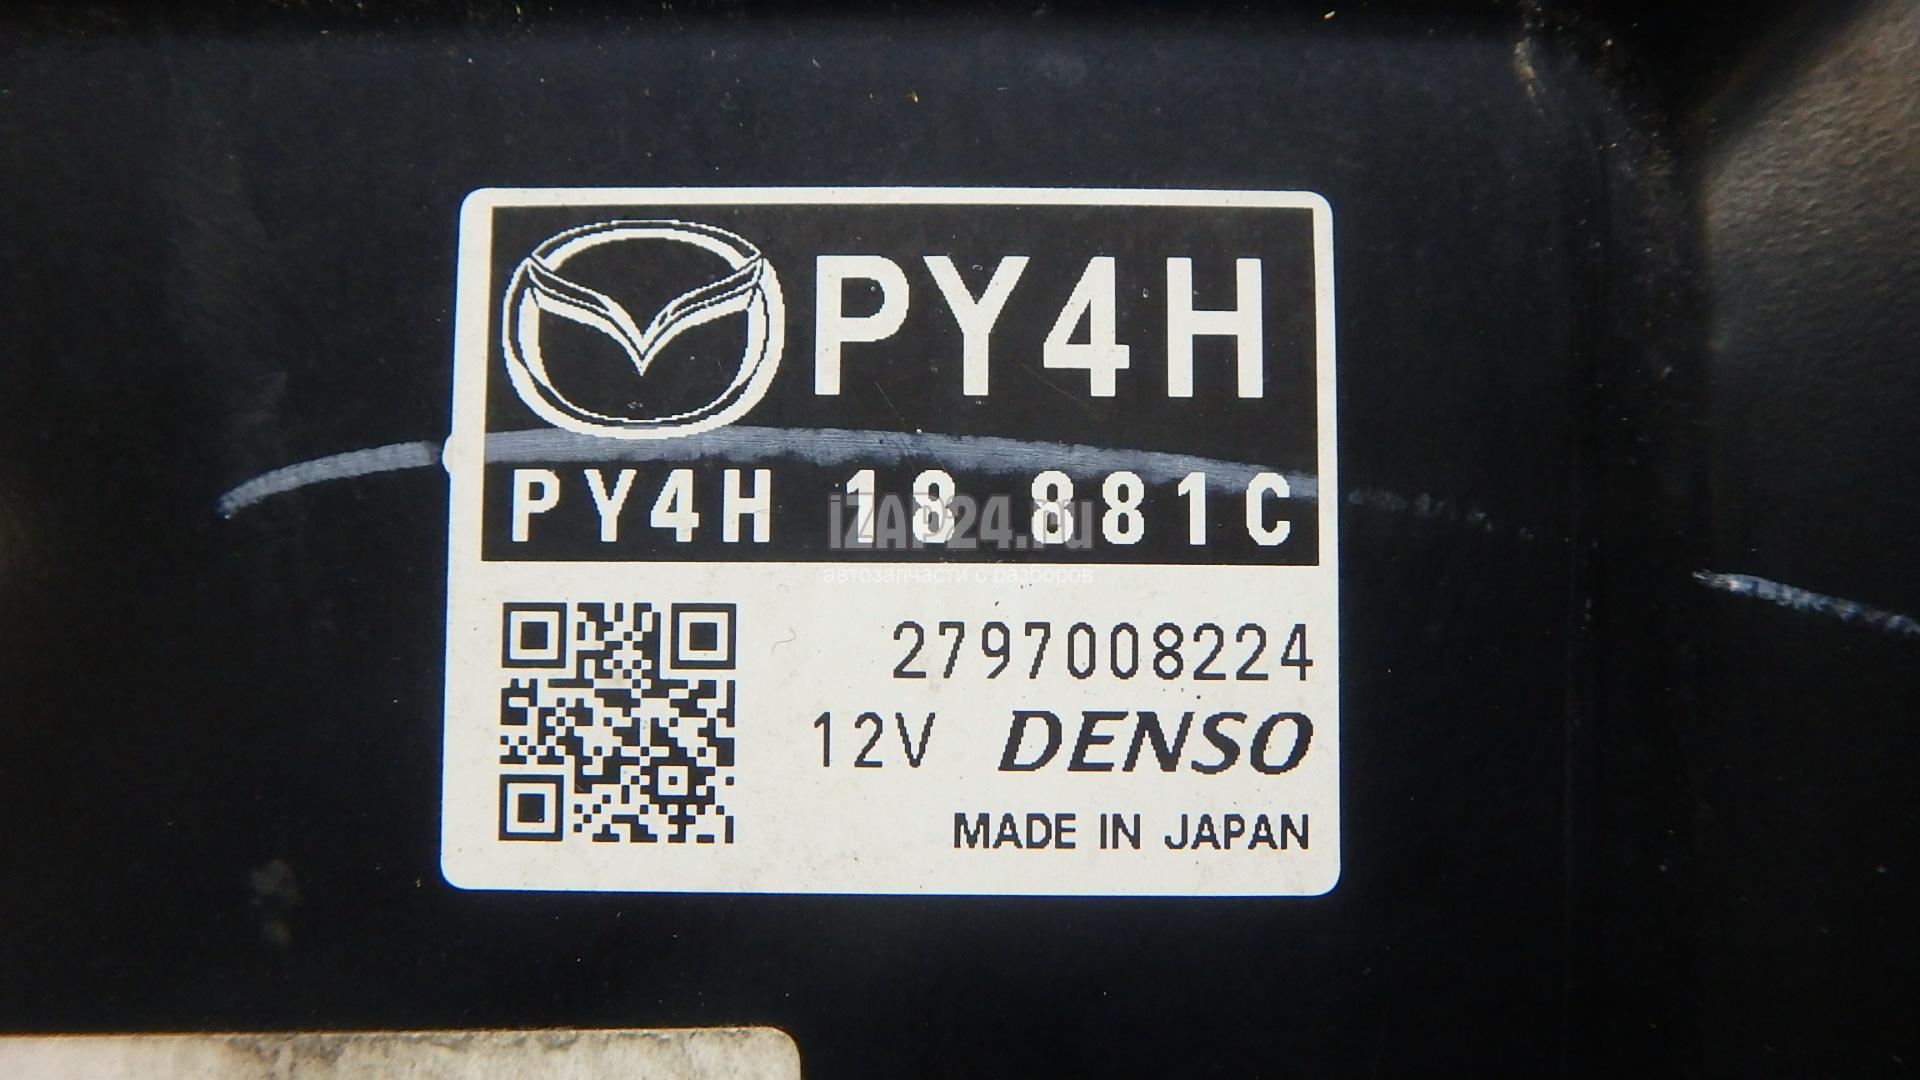 PY4H
PY4H 18 881C
iZAP24.ru
автозапчасти с разборов
2797008224
12V DENSO
MADE IN JAPAN